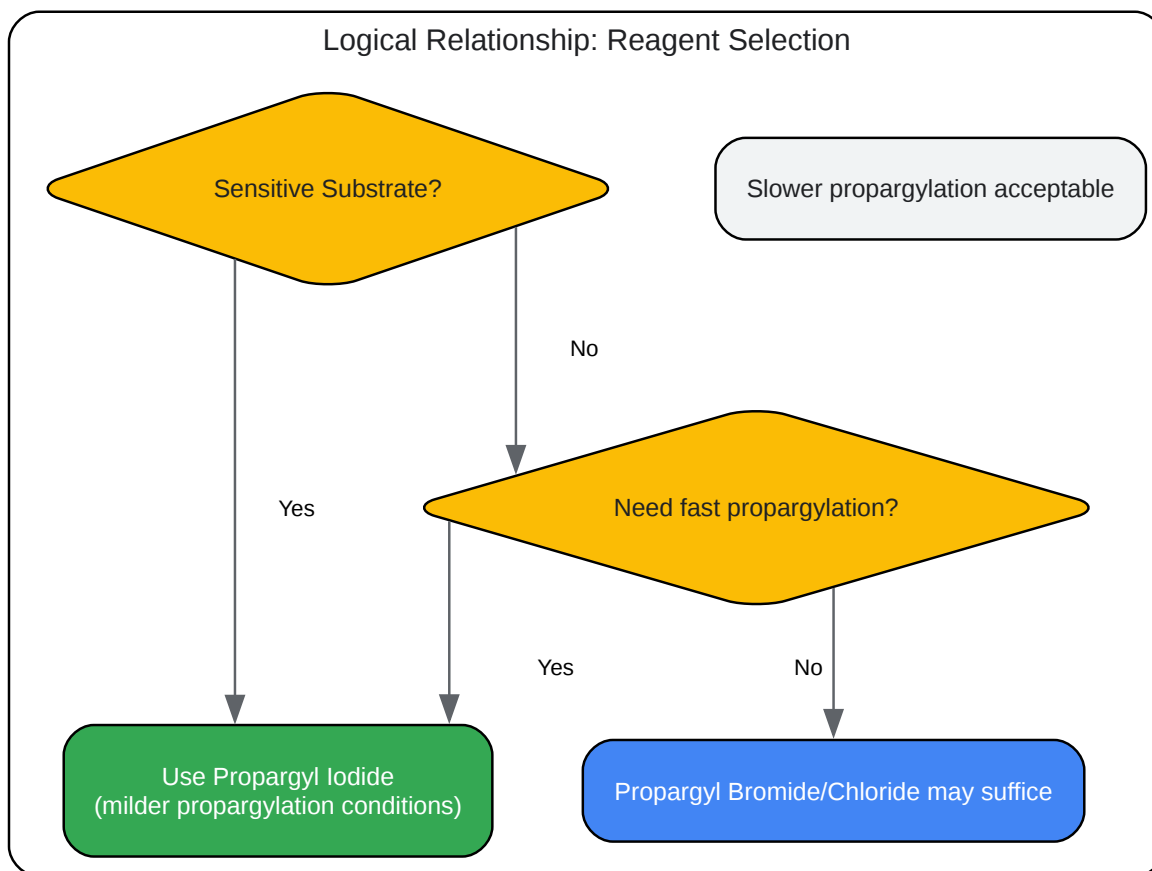 Logical Relationship: Reagent Selection
Sensitive Substrate?
Slower propargylation acceptable
No
Yes
Need fast propargylation?
Yes
No
Use Propargyl Iodide
(milder propargylation conditions)
Propargyl Bromide/Chloride may suffice